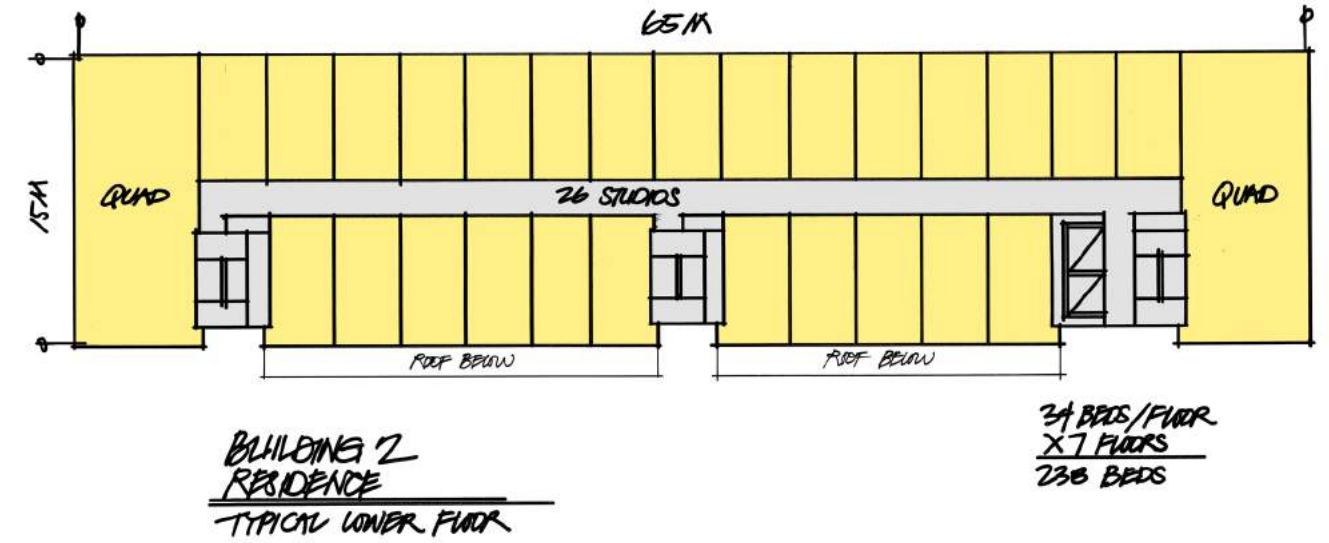 65M
15M
QUAD
26 STUDIOS
QUAD
ROOF BELOW
ROOF BELOW
34 BEDS/FLOOR
X 7 FLOORS
238 BEDS
BUILDING 2
RESIDENCE
TYPICAL LOWER FLOOR